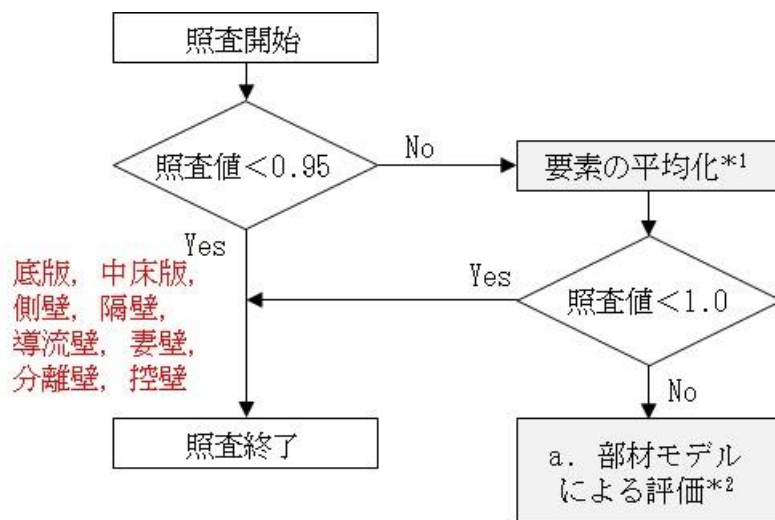 照査開始
照査値<0.95
No
要素の平均化*1
Yes
底版, 中床版,
側壁, 隔壁,
導流壁, 妻壁,
分離壁, 控壁
Yes
照査値<1.0
No
照査終了
a. 部材モデル
による評価*2